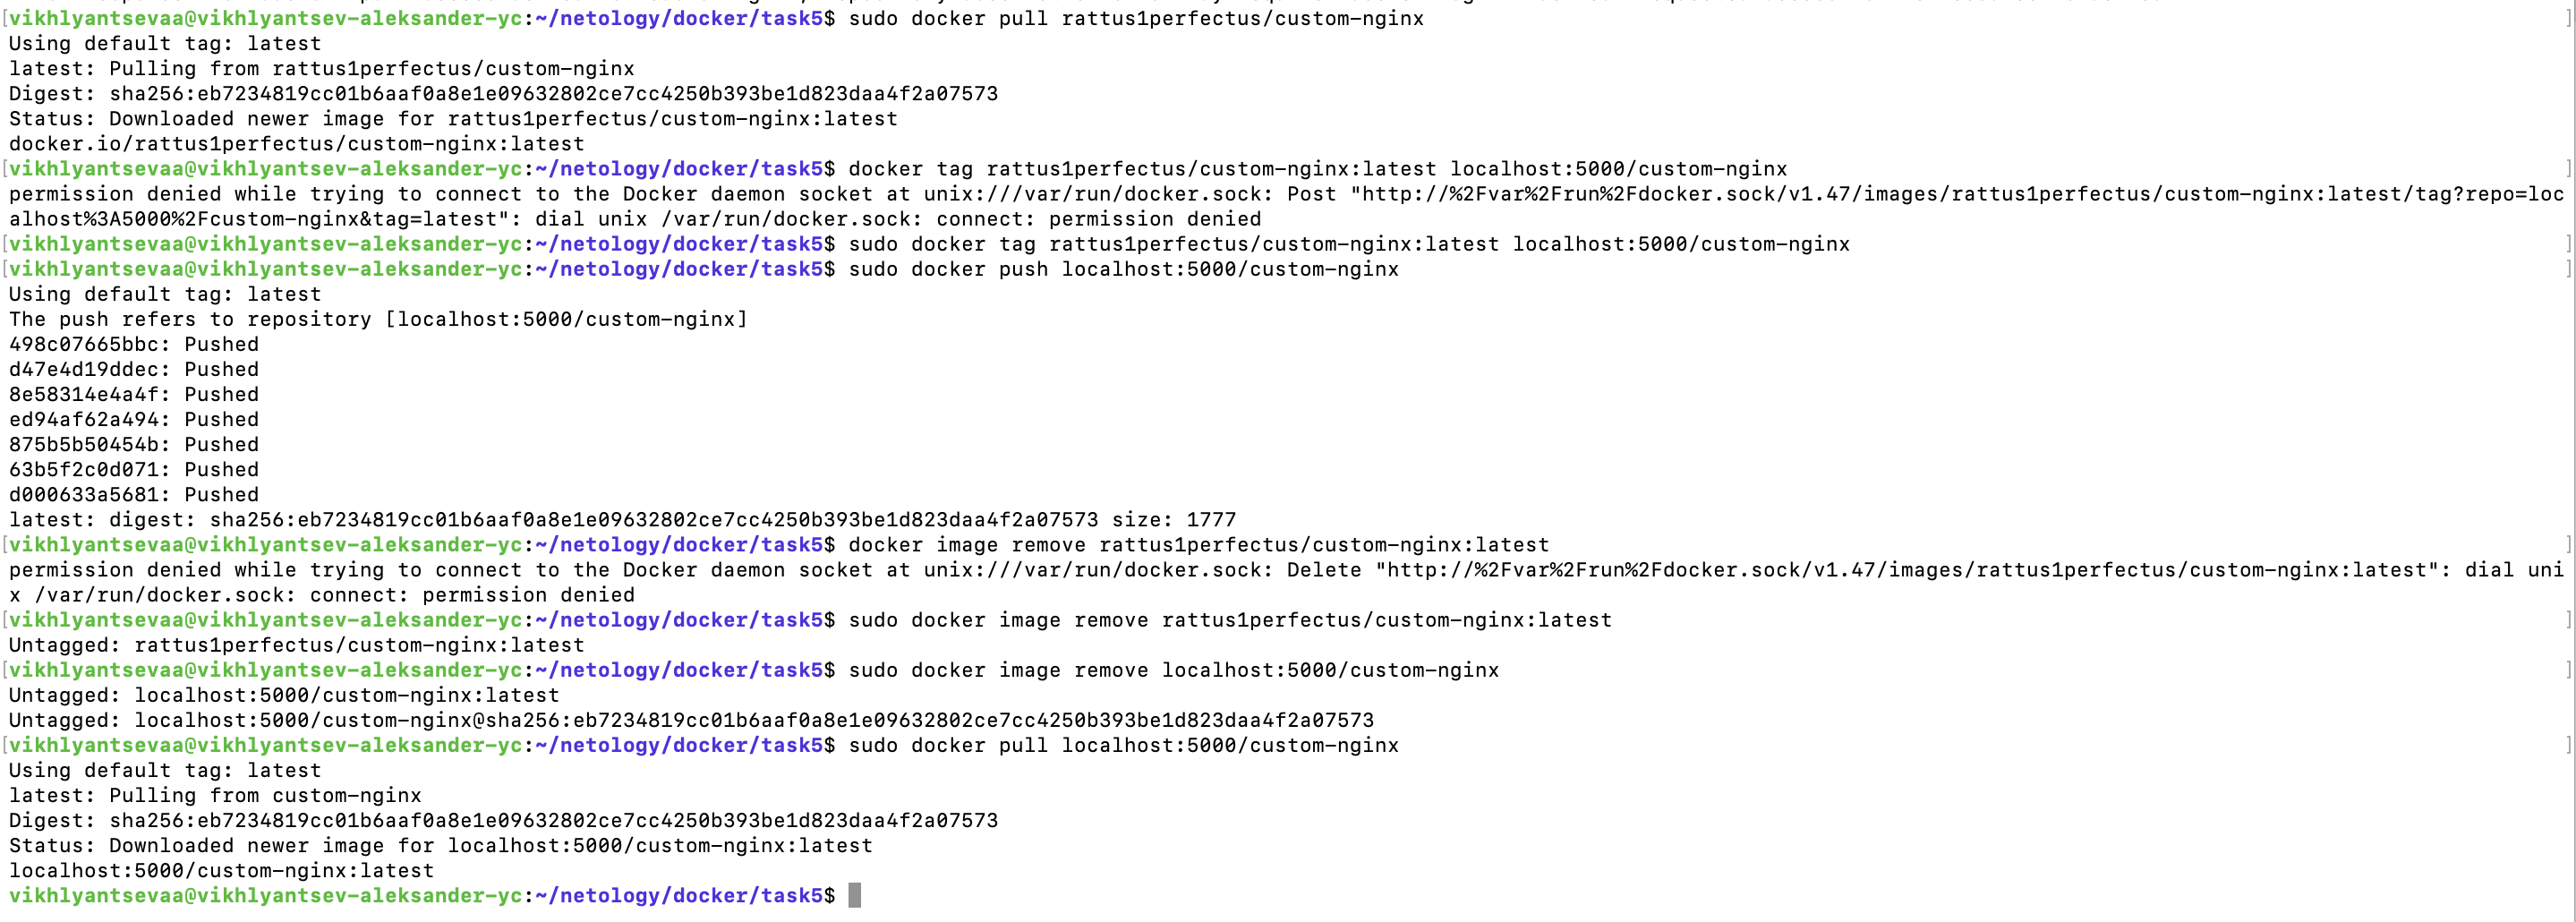 [vikhlyantsevaa@vikhlyantsev-aleksander-yc:~/netology/docker/task5$ sudo docker pull rattus1perfectus/custom-nginx ]
Using default tag: latest
latest: Pulling from rattus1perfectus/custom-nginx
Digest: sha256:eb7234819cc01b6aaf0a8e1e09632802ce7cc4250b393be1d823daa4f2a07573
Status: Downloaded newer image for rattus1perfectus/custom-nginx:latest
docker.io/rattus1perfectus/custom-nginx:latest
[vikhlyantsevaa@vikhlyantsev-aleksander-yc:~/netology/docker/task5$ docker tag rattus1perfectus/custom-nginx:latest localhost:5000/custom-nginx ]
permission denied while trying to connect to the Docker daemon socket at unix:///var/run/docker.sock: Post "http://%2Fvar%2Frun%2Fdocker.sock/v1.47/images/rattus1perfectus/custom-nginx:latest/tag?repo=loc
alhost%3A5000%2Fcustom-nginx&tag=latest": dial unix /var/run/docker.sock: connect: permission denied
[vikhlyantsevaa@vikhlyantsev-aleksander-yc:~/netology/docker/task5$ sudo docker tag rattus1perfectus/custom-nginx:latest localhost:5000/custom-nginx ]
[vikhlyantsevaa@vikhlyantsev-aleksander-yc:~/netology/docker/task5$ sudo docker push localhost:5000/custom-nginx ]
Using default tag: latest
The push refers to repository [localhost:5000/custom-nginx]
498c07665bbc: Pushed
d47e4d19ddec: Pushed
8e58314e4a4f: Pushed
ed94af62a494: Pushed
875b5b50454b: Pushed
63b5f2c0d071: Pushed
d000633a5681: Pushed
latest: digest: sha256:eb7234819cc01b6aaf0a8e1e09632802ce7cc4250b393be1d823daa4f2a07573 size: 1777
[vikhlyantsevaa@vikhlyantsev-aleksander-yc:~/netology/docker/task5$ docker image remove rattus1perfectus/custom-nginx:latest ]
permission denied while trying to connect to the Docker daemon socket at unix:///var/run/docker.sock: Delete "http://%2Fvar%2Frun%2Fdocker.sock/v1.47/images/rattus1perfectus/custom-nginx:latest": dial uni
x /var/run/docker.sock: connect: permission denied
[vikhlyantsevaa@vikhlyantsev-aleksander-yc:~/netology/docker/task5$ sudo docker image remove rattus1perfectus/custom-nginx:latest ]
Untagged: rattus1perfectus/custom-nginx:latest
[vikhlyantsevaa@vikhlyantsev-aleksander-yc:~/netology/docker/task5$ sudo docker image remove localhost:5000/custom-nginx ]
Untagged: localhost:5000/custom-nginx:latest
Untagged: localhost:5000/custom-nginx@sha256:eb7234819cc01b6aaf0a8e1e09632802ce7cc4250b393be1d823daa4f2a07573
[vikhlyantsevaa@vikhlyantsev-aleksander-yc:~/netology/docker/task5$ sudo docker pull localhost:5000/custom-nginx ]
Using default tag: latest
latest: Pulling from custom-nginx
Digest: sha256:eb7234819cc01b6aaf0a8e1e09632802ce7cc4250b393be1d823daa4f2a07573
Status: Downloaded newer image for localhost:5000/custom-nginx:latest
localhost:5000/custom-nginx:latest
vikhlyantsevaa@vikhlyantsev-aleksander-yc:~/netology/docker/task5$